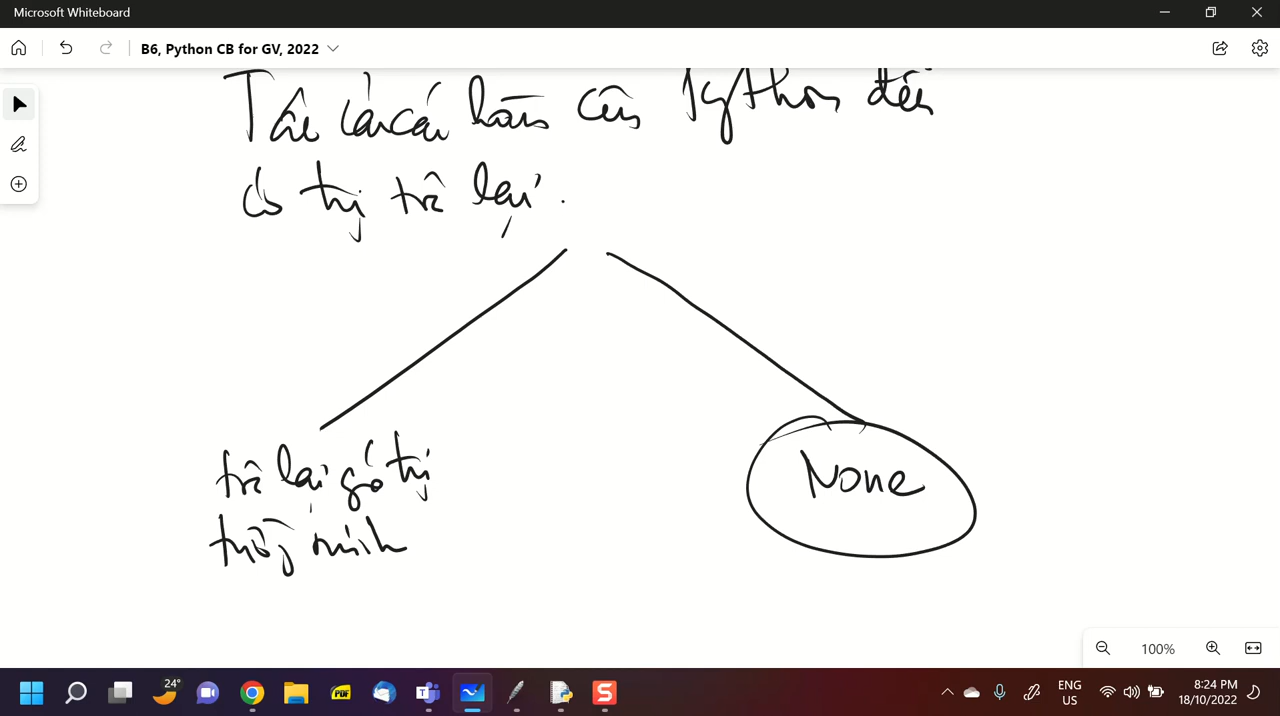 Microsoft Whiteboard
B6, Python CB for GV, 2022
Tất cả các hàm của Python đều
có trị trả lại.
trả lại giá trị
tường minh
None
100%
24°
PDF
S
ENG
US
8:24 PM
18/10/2022